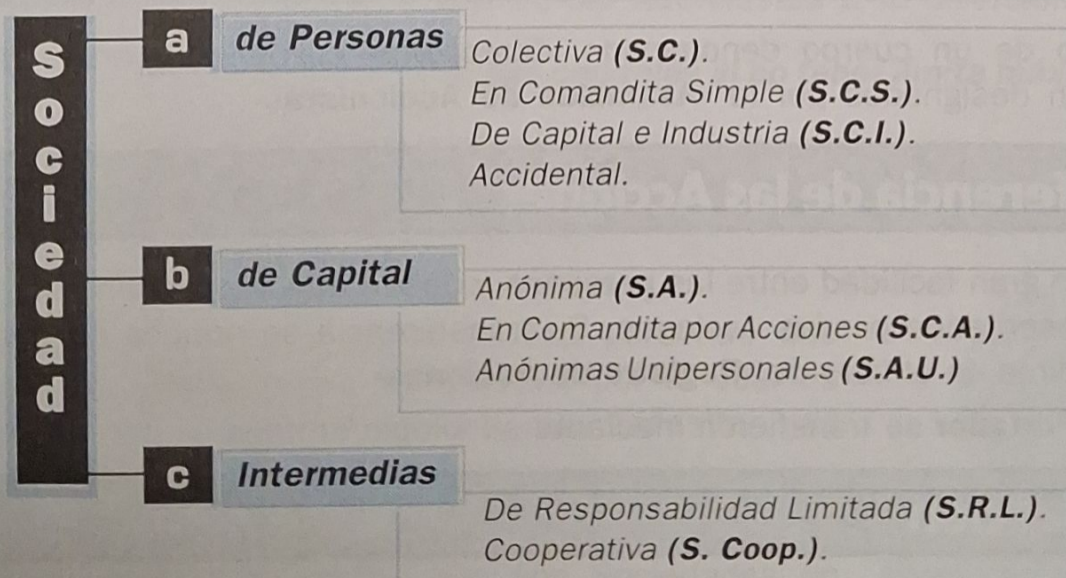 Sociedad
a de Personas
Colectiva (S.C.).
En Comandita Simple (S.C.S.).
De Capital e Industria (S.C.I.).
Accidental.
b de Capital
Anónima (S.A.).
En Comandita por Acciones (S.C.A.).
Anónimas Unipersonales (S.A.U.)
c Intermedias
De Responsabilidad Limitada (S.R.L.).
Cooperativa (S. Coop.).